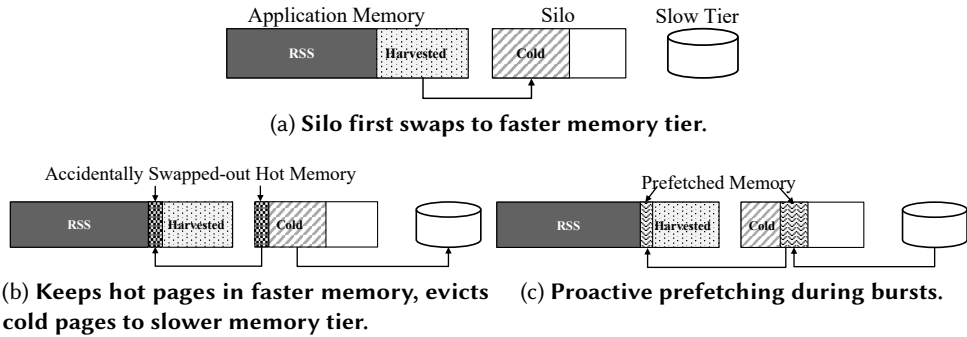 Application Memory Silo Slow Tier
RSS Harvested Cold
(a) Silo first swaps to faster memory tier.
Accidentally Swapped-out Hot Memory
RSS Harvested Cold
(b) Keeps hot pages in faster memory, evicts
cold pages to slower memory tier.
Prefetched Memory
RSS Harvested Cold
(c) Proactive prefetching during bursts.